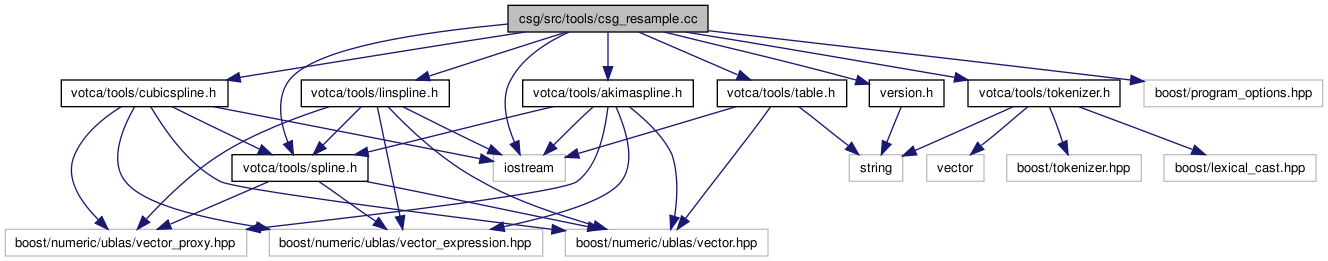 csg/src/tools/csg_resample.cc
votca/tools/cubicspline.h
votca/tools/linspline.h
votca/tools/akimaspline.h
votca/tools/table.h
version.h
votca/tools/tokenizer.h
boost/program_options.hpp
votca/tools/spline.h
iostream
string
vector
boost/tokenizer.hpp
boost/lexical_cast.hpp
boost/numeric/ublas/vector_proxy.hpp
boost/numeric/ublas/vector_expression.hpp
boost/numeric/ublas/vector.hpp